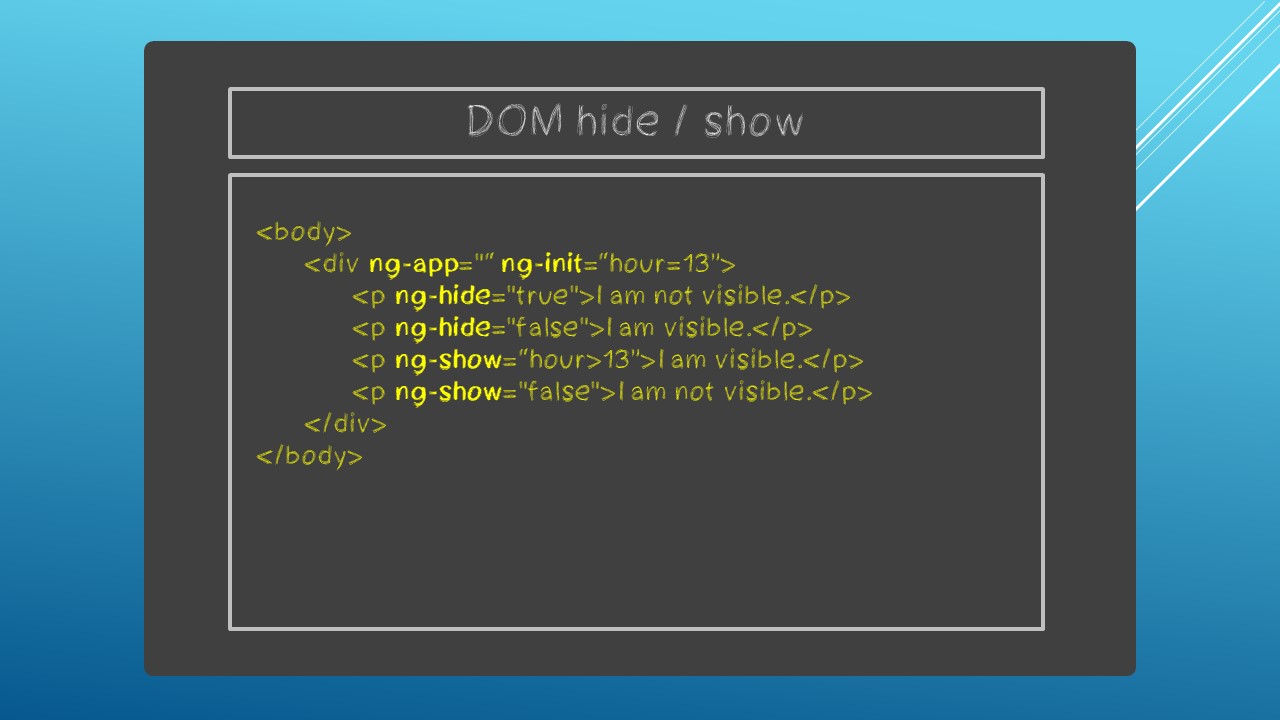 DOM hide / show
<body>
<div ng-app="" ng-init="hour=13">
<p ng-hide="true">I am not visible.</p>
<p ng-hide="false">I am visible.</p>
<p ng-show="hour>13">I am visible.</p>
<p ng-show="false">I am not visible.</p>
</div>
</body>